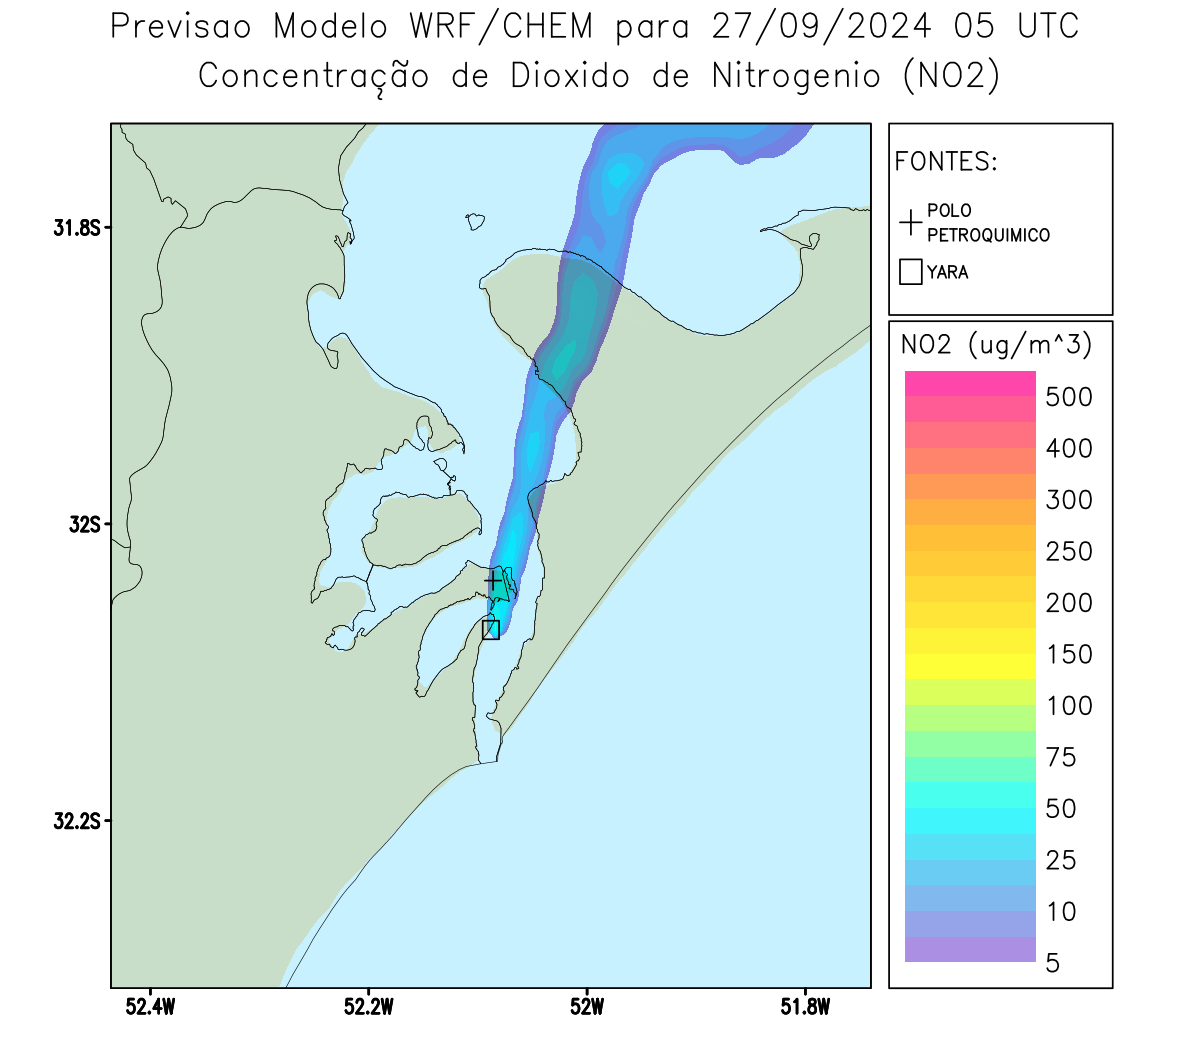 Previsao Modelo WRF/CHEM para 27/09/2024 05 UTC
Concentração de Dioxido de Nitrogenio (NO2)
FONTES:
POLO
PETROQUIMICO
YARA
NO2 (ug/m^3)
500
400
300
250
200
150
100
75
50
25
10
5
31.8S
32S
32.2S
52.4W
52.2W
52W
51.8W